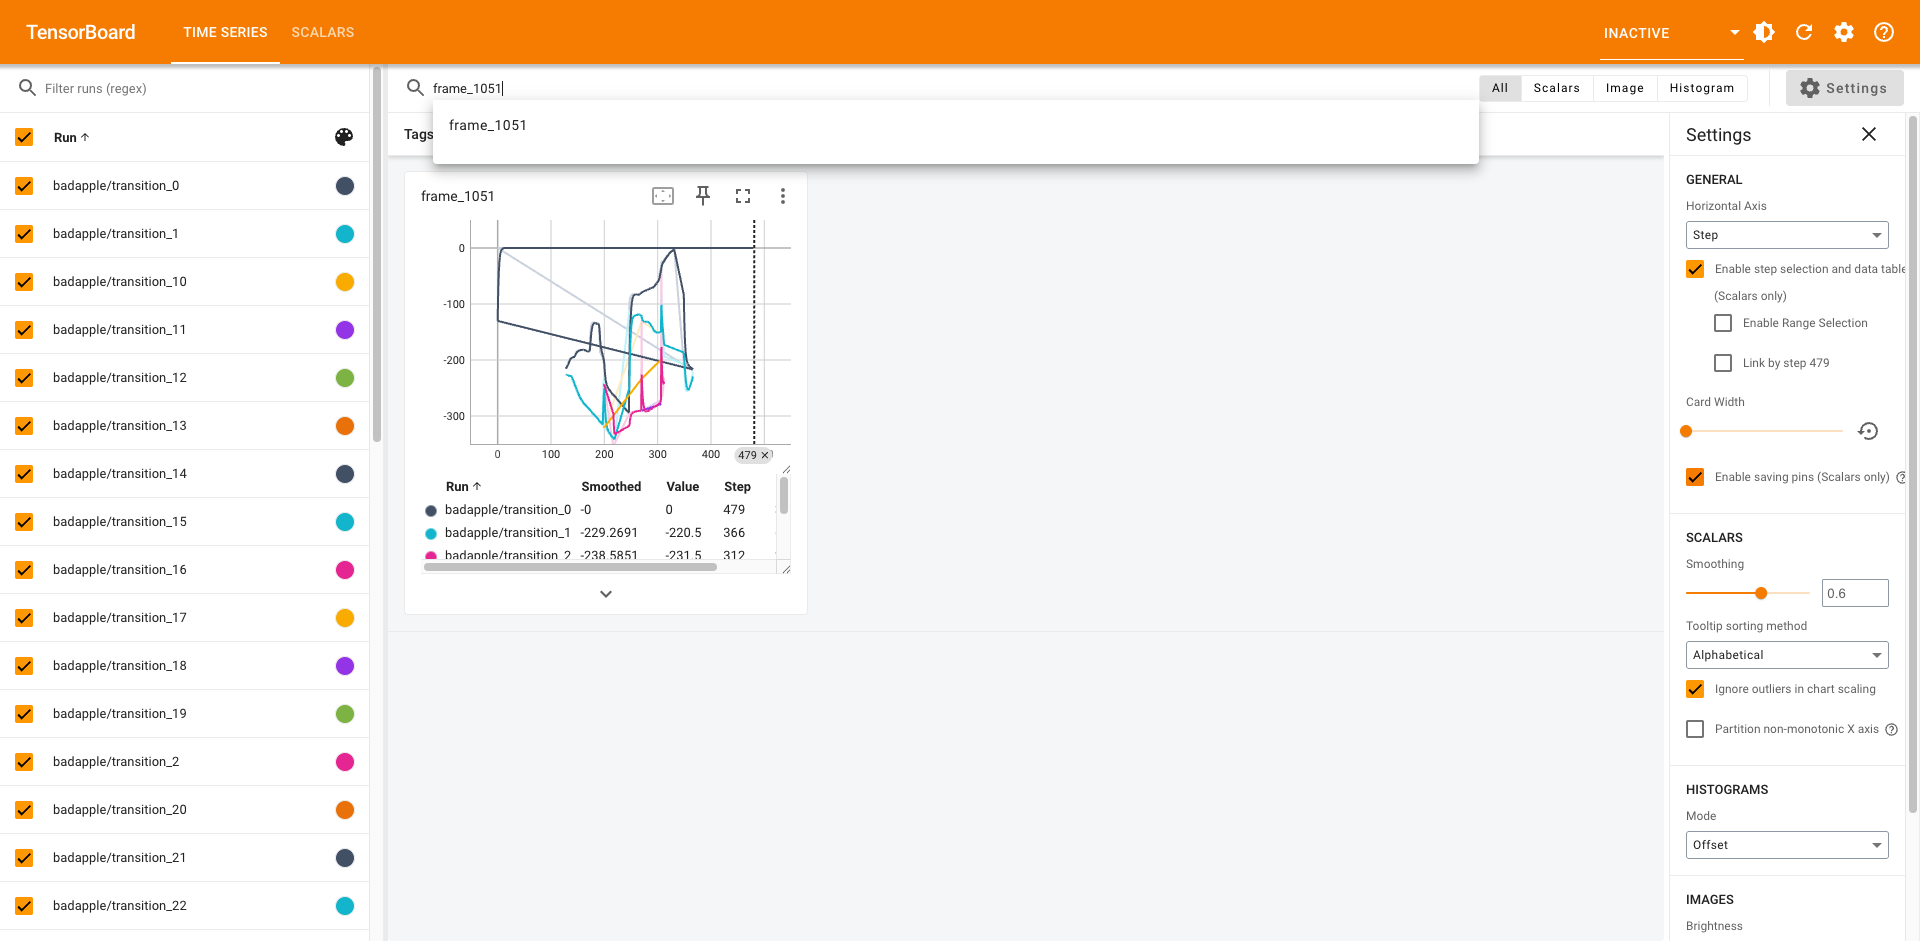 TensorBoard
TIME SERIES
SCALARS
INACTIVE
Filter runs (regex)
frame_1051
All
Scalars
Image
Histogram
Settings
frame_1051
Run
Tags
Settings
badapple/transition_0
badapple/transition_1
badapple/transition_10
badapple/transition_11
badapple/transition_12
badapple/transition_13
badapple/transition_14
badapple/transition_15
badapple/transition_16
badapple/transition_17
badapple/transition_18
badapple/transition_19
badapple/transition_2
badapple/transition_20
badapple/transition_21
badapple/transition_22
frame_1051
0
-100
-200
-300
0 100 200 300 400 479
Run Smoothed Value Step
badapple/transition_0 -0 0 479
badapple/transition_1 -229.2691 -220.5 366
badapple/transition_2 -238.5851 -231.5 312
GENERAL
Horizontal Axis
Step
Enable step selection and data table
(Scalars only)
Enable Range Selection
Link by step 479
Card Width
Enable saving pins (Scalars only)
SCALARS
Smoothing
0.6
Tooltip sorting method
Alphabetical
Ignore outliers in chart scaling
Partition non-monotonic X axis
HISTOGRAMS
Mode
Offset
IMAGES
Brightness